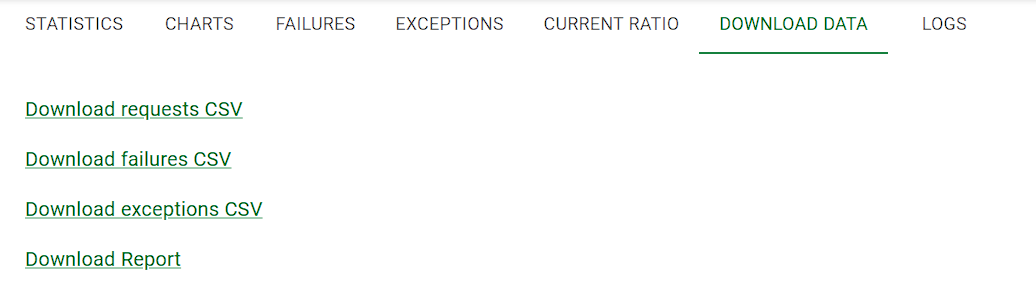 STATISTICS CHARTS FAILURES EXCEPTIONS CURRENT RATIO DOWNLOAD DATA LOGS
Download requests CSV
Download failures CSV
Download exceptions CSV
Download Report